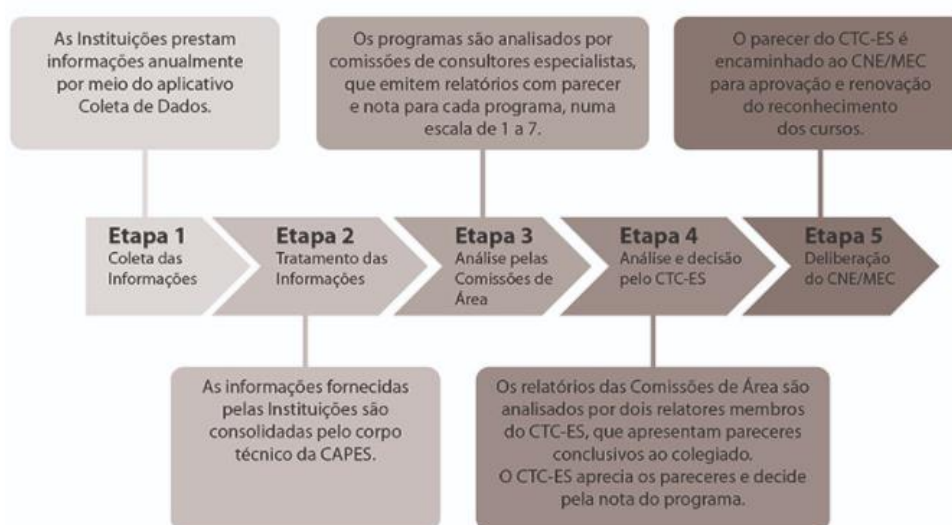 As Instituições prestam
informações anualmente
por meio do aplicativo
Coleta de Dados.
Os programas são analisados por
comissões de consultores especialistas,
que emitem relatórios com parecer
e nota para cada programa, numa
escala de 1 a 7.
O parecer do CTC-ES é
encaminhado ao CNE/MEC
para aprovação e renovação
do reconhecimento
dos cursos.
Etapa 1
Coleta das
Informações
Etapa 2
Tratamento das
Informações
Etapa 3
Análise pelas
Comissões de
Área
Etapa 4
Análise e decisão
pelo CTC-ES
Etapa 5
Deliberação
do CNE/MEC
As informações fornecidas
pelas Instituições são
consolidadas pelo corpo
técnico da CAPES.
Os relatórios das Comissões de Área são
analisados por dois relatores membros
do CTC-ES, que apresentam pareceres
conclusivos ao colegiado.
O CTC-ES aprecia os pareceres e decide
pela nota do programa.